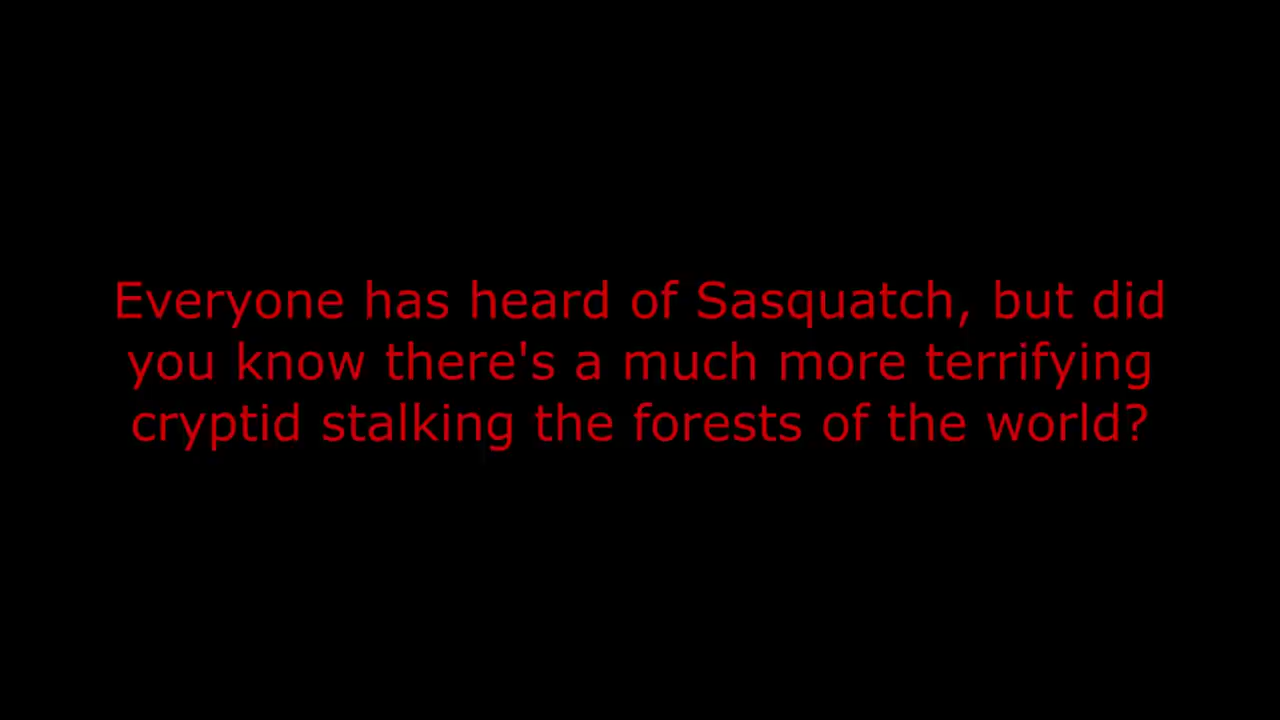 Everyone has heard of Sasquatch, but did
you know there's a much more terrifying
cryptid stalking the forests of the world?